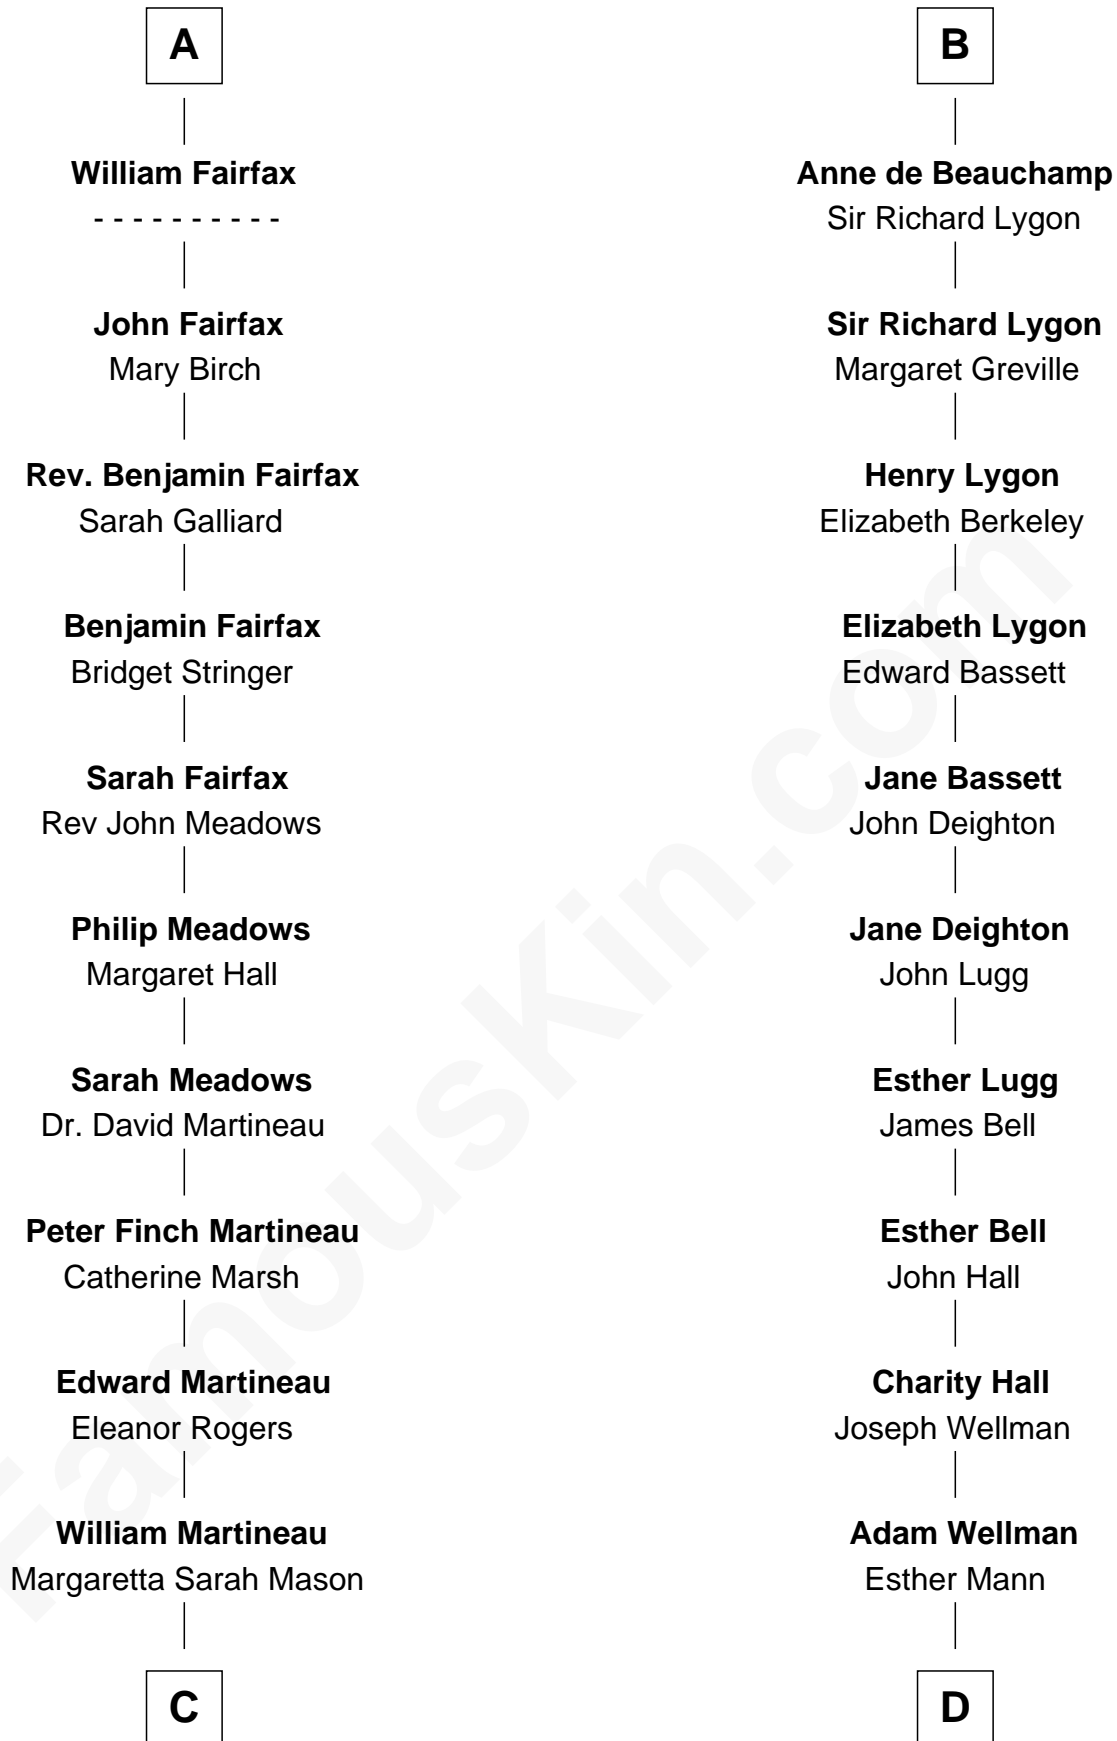 A
William Fairfax
- - - - - - - - - -
John Fairfax
Mary Birch
Rev. Benjamin Fairfax
Sarah Galliard
Benjamin Fairfax
Bridget Stringer
Sarah Fairfax
Rev John Meadows
Philip Meadows
Margaret Hall
Sarah Meadows
Dr. David Martineau
Peter Finch Martineau
Catherine Marsh
Edward Martineau
Eleanor Rogers
William Martineau
Margaretta Sarah Mason
C
B
Anne de Beauchamp
Sir Richard Lygon
Sir Richard Lygon
Margaret Greville
Henry Lygon
Elizabeth Berkeley
Elizabeth Lygon
Edward Bassett
Jane Bassett
John Deighton
Jane Deighton
John Lugg
Esther Lugg
James Bell
Esther Bell
John Hall
Charity Hall
Joseph Wellman
Adam Wellman
Esther Mann
D
FamousKin.com